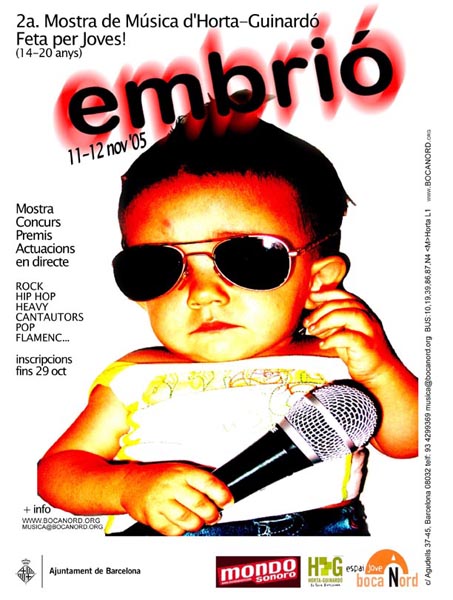 2a. Mostra de Música d'Horta-Guinardó
Feta per Joves!
(14-20 anys)
embrió
11-12 nov'05
Mostra
Concurs
Premis
Actuacions
en directe
ROCK
HIP HOP
HEAVY
CANTAUTORS
POP
FLAMENC...
inscripcions
fins 29 oct
+ info
WWW.BOCANORD.ORG
MUSICA@BOCANORD.ORG
c/ Agudells 37-45. Barcelona 08032 telf: 93 4299369 musica@bocanord.org BUS:10,19,39,86,87,N4 <M>Horta L1 www.BOCANORD.ORG
Ajuntament de Barcelona
MONDO
SONORO
H G
HORTA-GUINARDÓ
espai jove
boca Nord